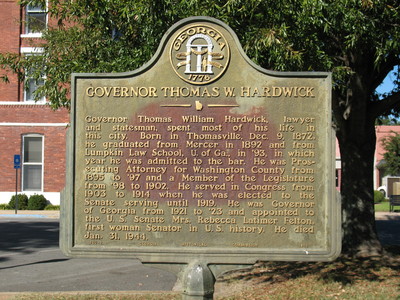 GEORGIA
1776
GOVERNOR THOMAS W. HARDWICK
Governor Thomas William Hardwick, lawyer
and statesman, spent most of his life in
this city. Born in Thomasville, Dec. 9, 1872,
he graduated from Mercer in 1892, and from
Lumpkin Law School, U. of Ga., in '93, in which
year he was admitted to the bar. He was Pros-
ecuting Attorney for Washington County from
1895 to '97 and a Member of the Legislature
from '98 to 1902. He served in Congress from
1903 to 1914 when he was elected to the
Senate serving until 1919. He was Governor
of Georgia from 1921 to '23 and appointed to
the U. S. Senate Mrs. Rebecca Latimer Felton,
first woman Senator in U. S. history. He died
Jan. 31, 1944.